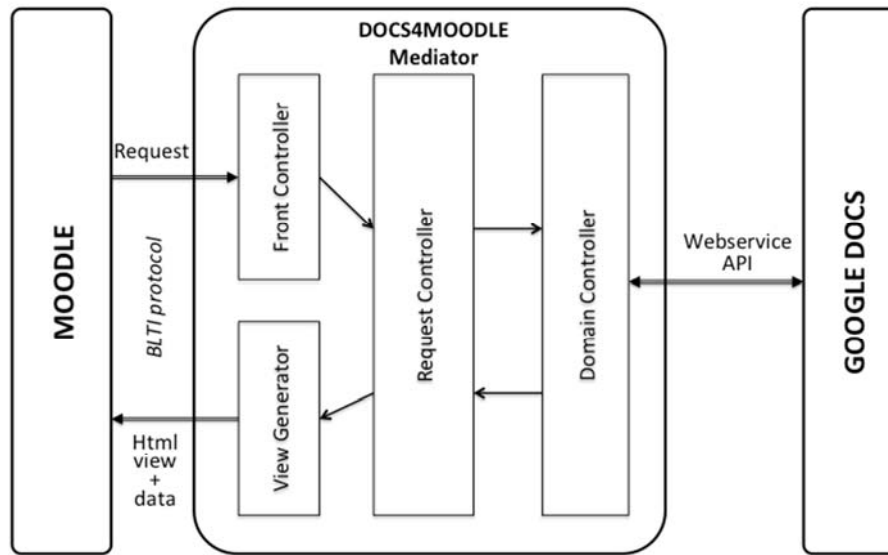 DOCS4MOODLE
Mediator
MOODLE
Request
BLTI protocol
Html
view
+
data
Front Controller
View Generator
Request Controller
Domain Controller
Webservice
API
GOOGLE DOCS